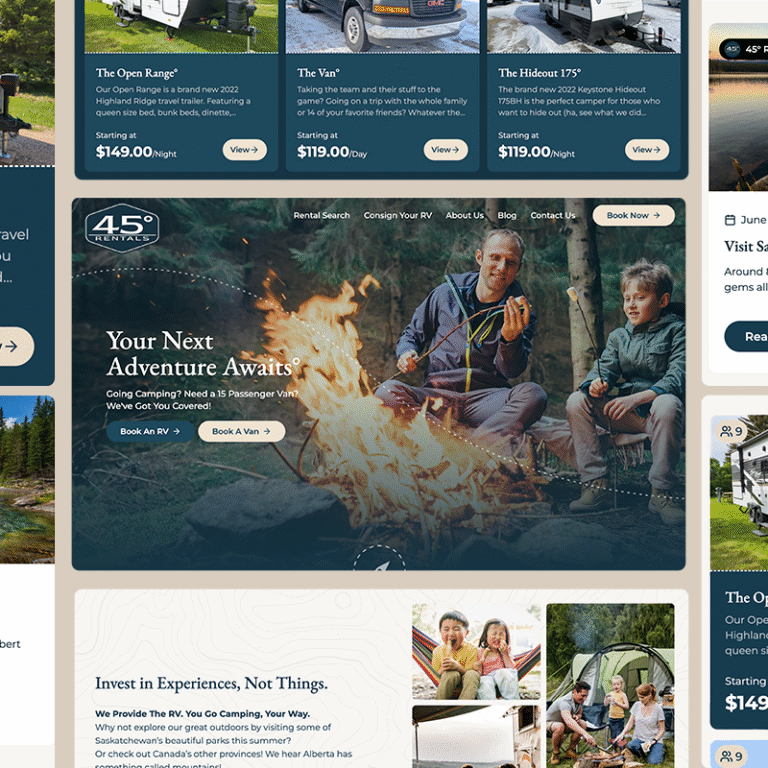 The Open Range°
Our Open Range is a brand new 2022
Highland Ridge travel trailer. Featuring a
queen size bed, bunk beds, dinette,...
Starting at
$149.00/Night
View
The Van°
Taking the team and their stuff to the
game? Going on a trip with the whole family
or 14 of your favorite friends? Whatever the...
Starting at
$119.00/Day
View
The Hideout 175°
The brand new 2022 Keystone Hideout
175BH is the perfect camper for those who
want to hide out (ha, see what we did...
Starting at
$119.00/Night
View
45°
RENTALS
Rental Search
Consign Your RV
About Us
Blog
Contact Us
Book Now
Your Next
Adventure Awaits°
Going Camping? Need a 15 Passenger Van?
We've Got You Covered!
Book An RV
Book A Van
Invest in Experiences, Not Things.
We Provide The RV. You Go Camping, Your Way.
Why not explore our great outdoors by visiting some of
Saskatchewan's beautiful parks this summer?
Or check out Canada's other provinces! We hear Alberta has
something called mountains!
45° R
June
Visit Sa
Around 8
gems all
Rea
9
The Op
Our Ope
Highlan
queen si
Starting
$149
9
ravel
ou
d...
bert